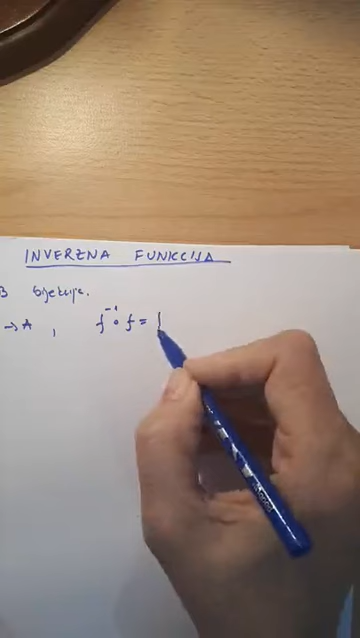 INVERZNA FUNKCIJA
B bijekcija.
→ A , f⁻¹ ∘ f =